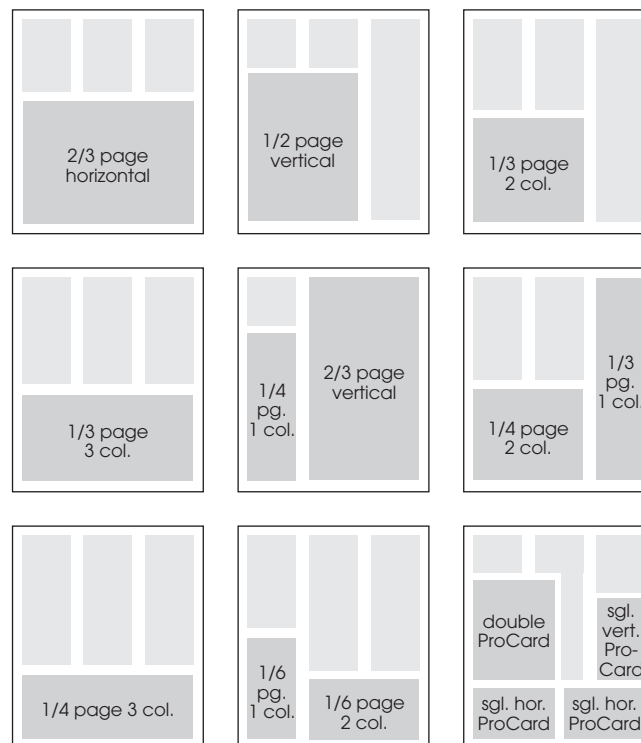 2/3 page
horizontal
1/2 page
vertical
1/3 page
2 col.
1/3 page
3 col.
1/4
pg.
1 col.
2/3 page
vertical
1/4 page
2 col.
1/3
pg.
1 col.
1/4 page 3 col.
1/6
pg.
1 col.
1/6 page
2 col.
double
ProCard
sgl.
vert.
Pro-
Card
sgl. hor.
ProCard
sgl. hor.
ProCard